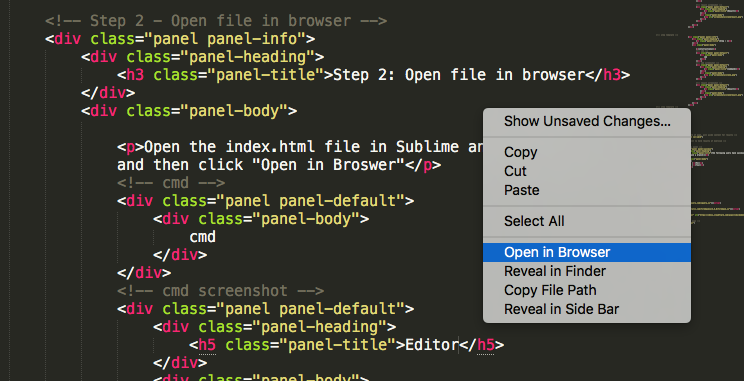 <!-- Step 2 - Open file in browser -->
<div class="panel panel-info">
<div class="panel-heading">
<h3 class="panel-title">Step 2: Open file in browser</h3>
</div>
<div class="panel-body">
<p>Open the index.html file in Sublime an
and then click "Open in Broswer"</p>
<!-- cmd -->
<div class="panel panel-default">
<div class="panel-body">
cmd
</div>
</div>
<!-- cmd screenshot -->
<div class="panel panel-default">
<div class="panel-heading">
<h5 class="panel-title">Editor</h5>
</div>
<div class="panel-body">
Show Unsaved Changes...
Copy
Cut
Paste
Select All
Open in Browser
Reveal in Finder
Copy File Path
Reveal in Side Bar